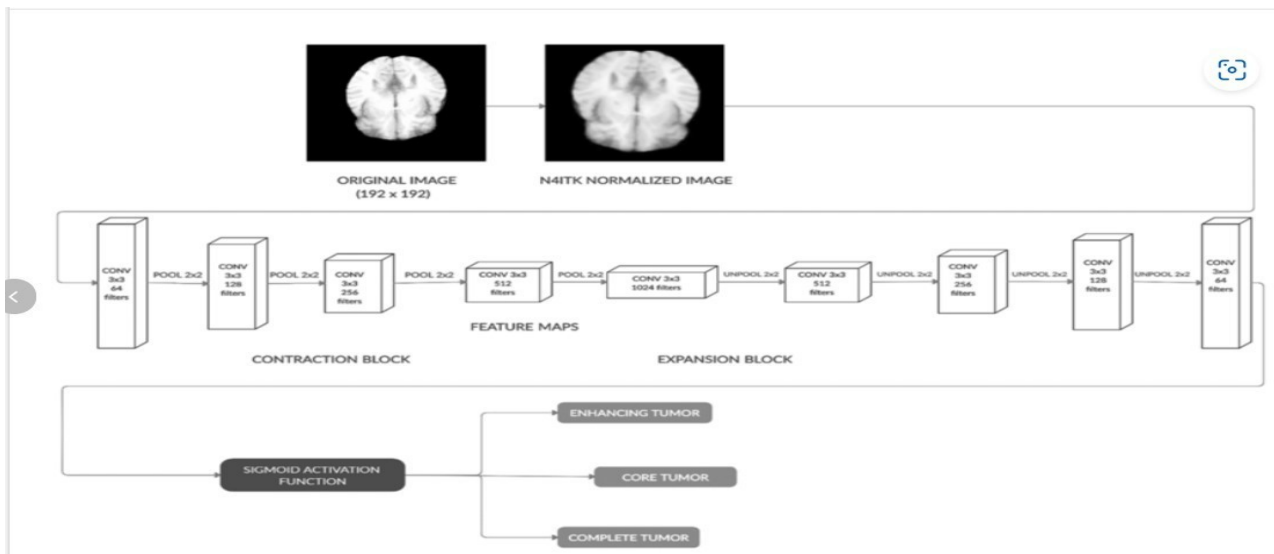 ORIGINAL IMAGE
(192 x 192)
N4ITK NORMALIZED IMAGE
CONV
3x3
64
filters
POOL 2x2
CONV
3x3
128
filters
POOL 2x2
CONV
3x3
256
filters
POOL 2x2
CONV 3x3
512
filters
POOL 2x2
CONV 3x3
1024 filters
UNPOOL 2x2
CONV 3x3
512
filters
UNPOOL 2x2
CONV
3x3
256
filters
UNPOOL 2x2
CONV
3x3
128
filters
UNPOOL 2x2
CONV
3x3
64
filters
FEATURE MAPS
CONTRACTION BLOCK
EXPANSION BLOCK
SIGMOID ACTIVATION
FUNCTION
ENHANCING TUMOR
CORE TUMOR
COMPLETE TUMOR